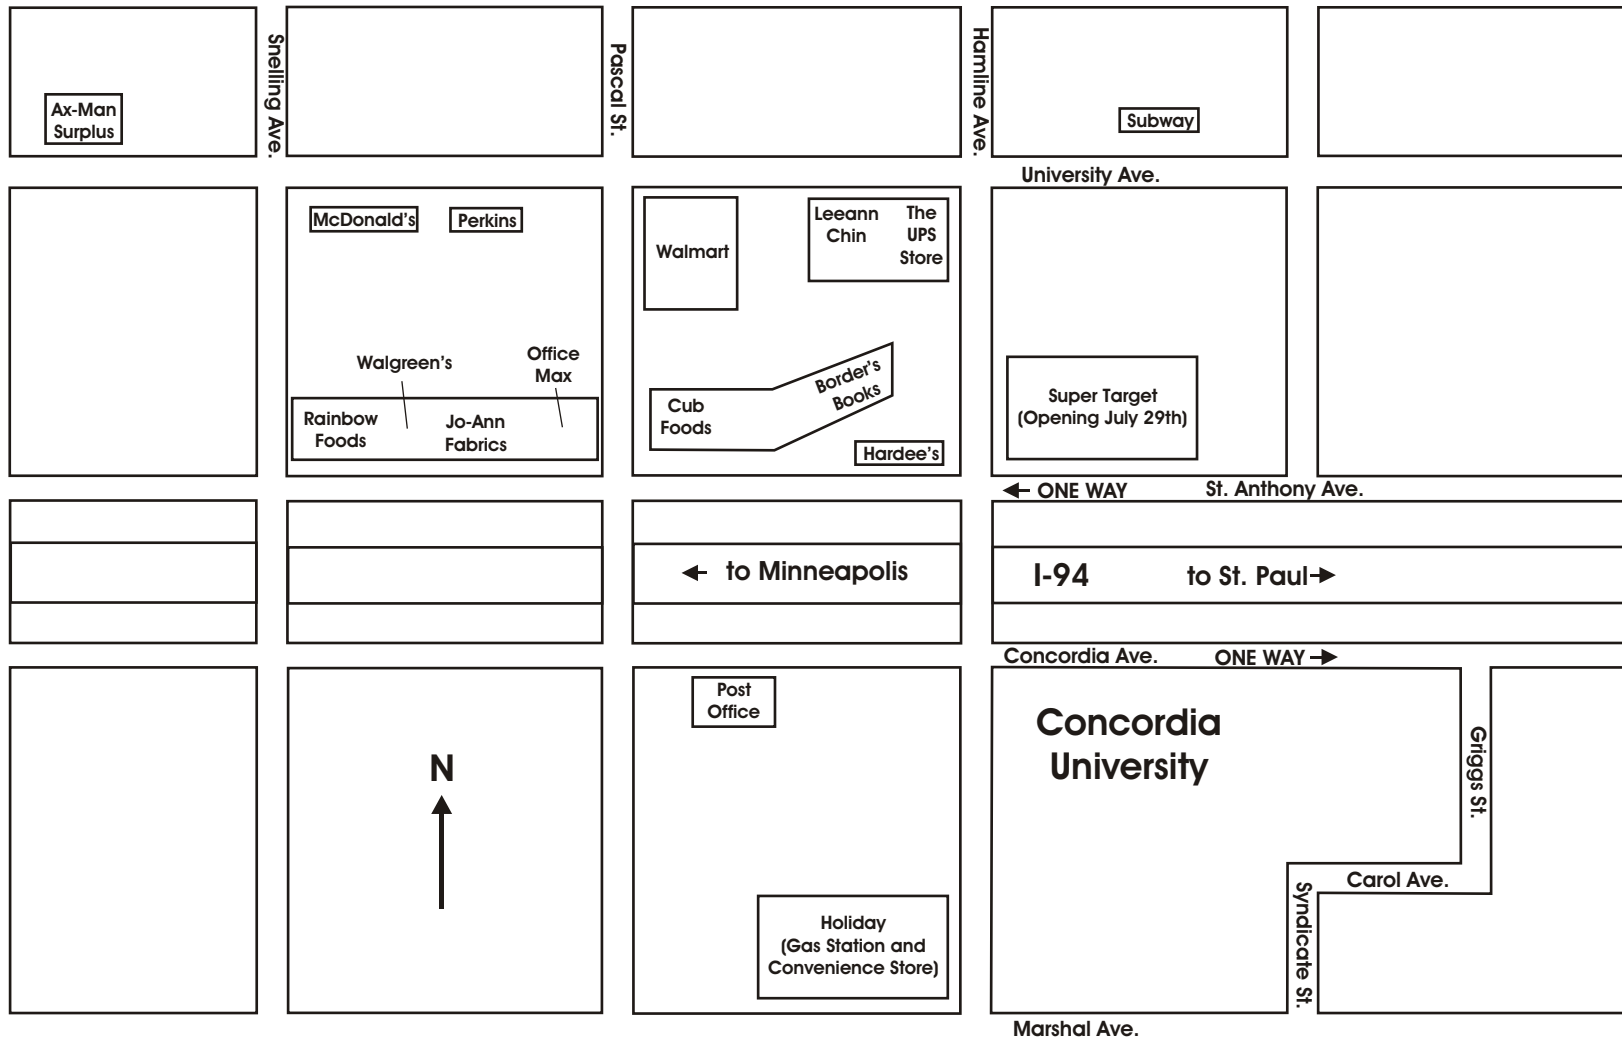 Snelling Ave.
Pascal St.
Hamline Ave.
Ax-Man
Surplus
Subway
University Ave.
McDonald's
Perkins
Walmart
Leeann
Chin
The
UPS
Store
Walgreen's
Office
Max
Rainbow
Foods
Jo-Ann
Fabrics
Cub
Foods
Border's
Books
Hardee's
Super Target
(Opening July 29th)
ONE WAY
St. Anthony Ave.
to Minneapolis
I-94
to St. Paul
Concordia Ave.
ONE WAY
Post
Office
Concordia
University
N
Griggs St.
Carol Ave.
Syndicate St.
Holiday
(Gas Station and
Convenience Store)
Marshal Ave.